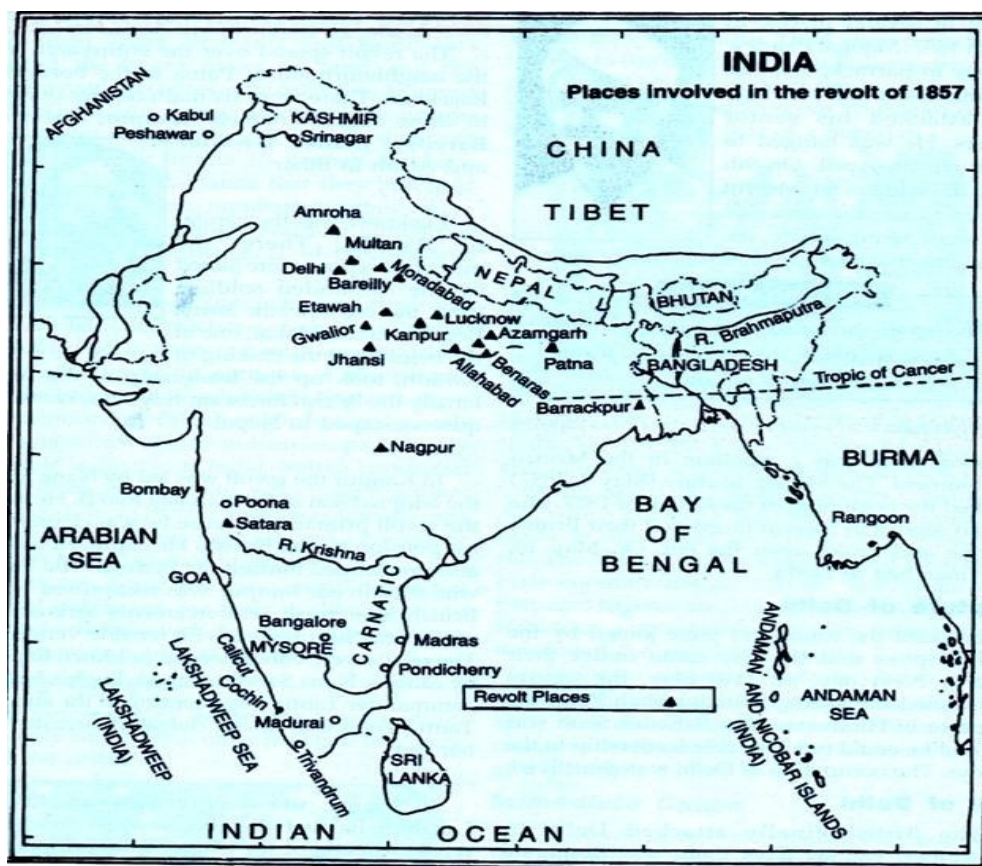 INDIA
Places involved in the revolt of 1857
AFGHANISTAN
Kabul
Peshawar
KASHMIR
Srinagar
CHINA
TIBET
Amroha
Multan
Delhi
Bareilly
Moradabad
NEPAL
BHUTAN
Etawah
Lucknow
R. Brahmaputra
Gwalior
Kanpur
Azamgarh
Jhansi
Allahabad
Benaras
Patna
BANGLADESH
Tropic of Cancer
Barrackpur
Nagpur
BURMA
Bombay
Poona
Satara
BAY
OF
BENGAL
Rangoon
ARABIAN
SEA
R. Krishna
GOA
CARNATIC
Bangalore
MYSORE
Madras
Pondicherry
Calicut
Cochin
Madurai
Trivandrum
LAKSHADWEEP SEA
LAKSHADWEEP
(INDIA)
Revolt Places
ANDAMAN
SEA
ANDAMAN
AND NICOBAR ISLANDS
(INDIA)
SRI
LANKA
INDIAN OCEAN